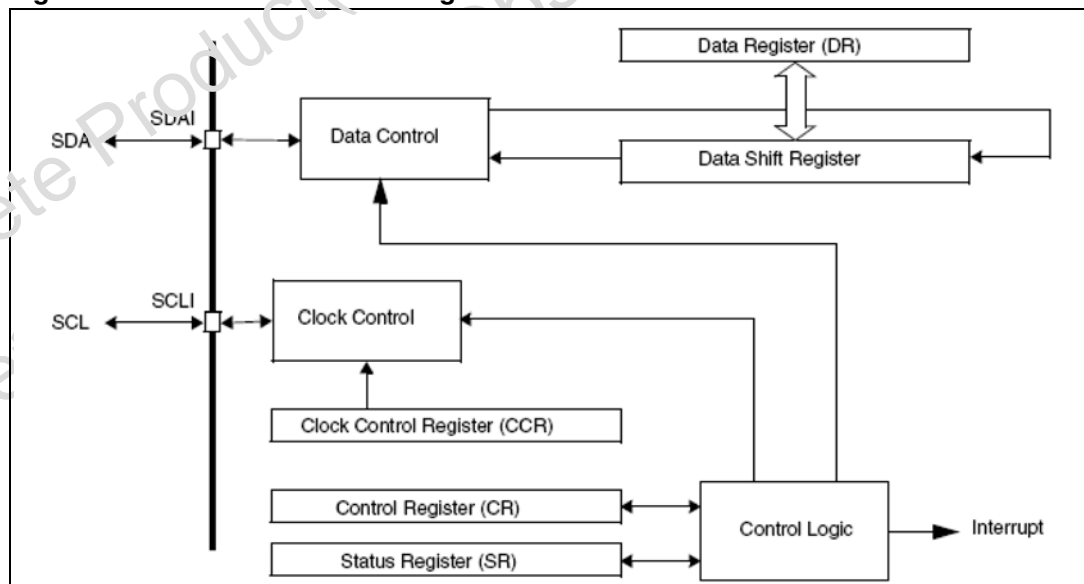 Data Register (DR)
SDAI
SDA
Data Control
Data Shift Register
SCLI
SCL
Clock Control
Clock Control Register (CCR)
Control Register (CR)
Control Logic
Interrupt
Status Register (SR)